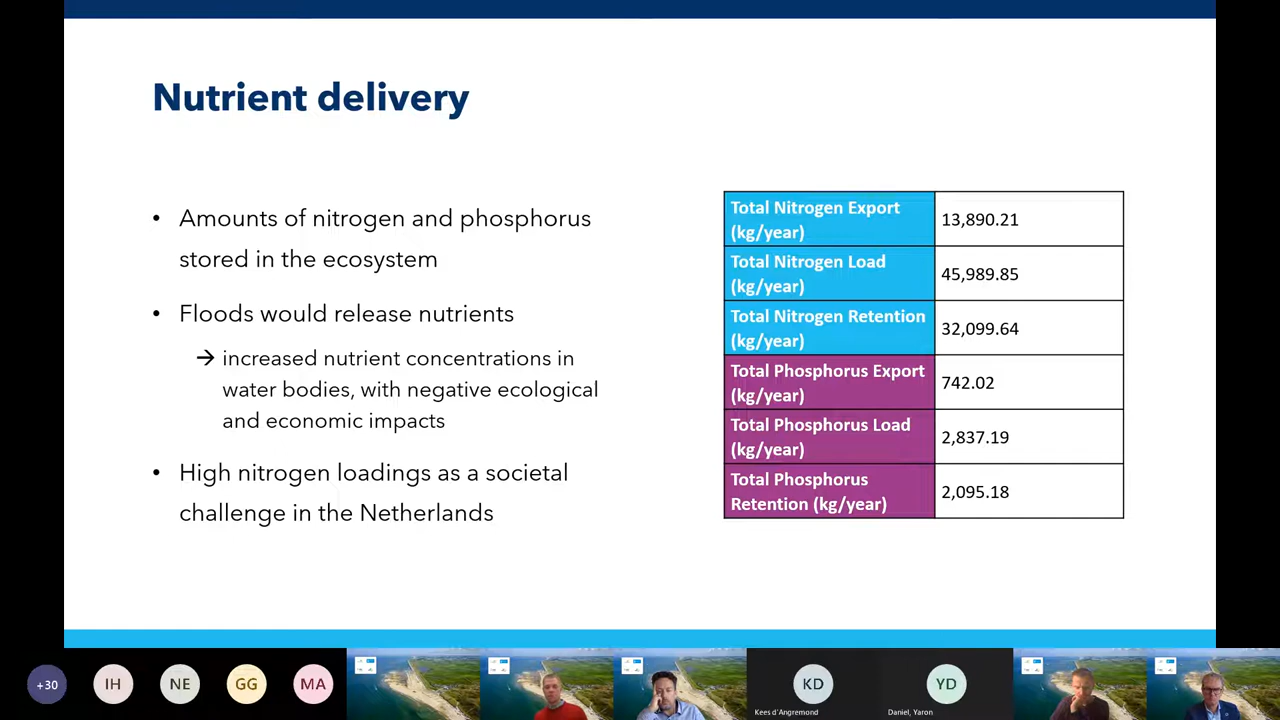 Nutrient delivery
• Amounts of nitrogen and phosphorus
stored in the ecosystem
• Floods would release nutrients
→ increased nutrient concentrations in
water bodies, with negative ecological
and economic impacts
• High nitrogen loadings as a societal
challenge in the Netherlands
Total Nitrogen Export
(kg/year)
13,890.21
Total Nitrogen Load
(kg/year)
45,989.85
Total Nitrogen Retention
(kg/year)
32,099.64
Total Phosphorus Export
(kg/year)
742.02
Total Phosphorus Load
(kg/year)
2,837.19
Total Phosphorus
Retention (kg/year)
2,095.18
+30
IH
NE
GG
MA
KD
Kees d'Angremond
YD
Daniel, Yaron